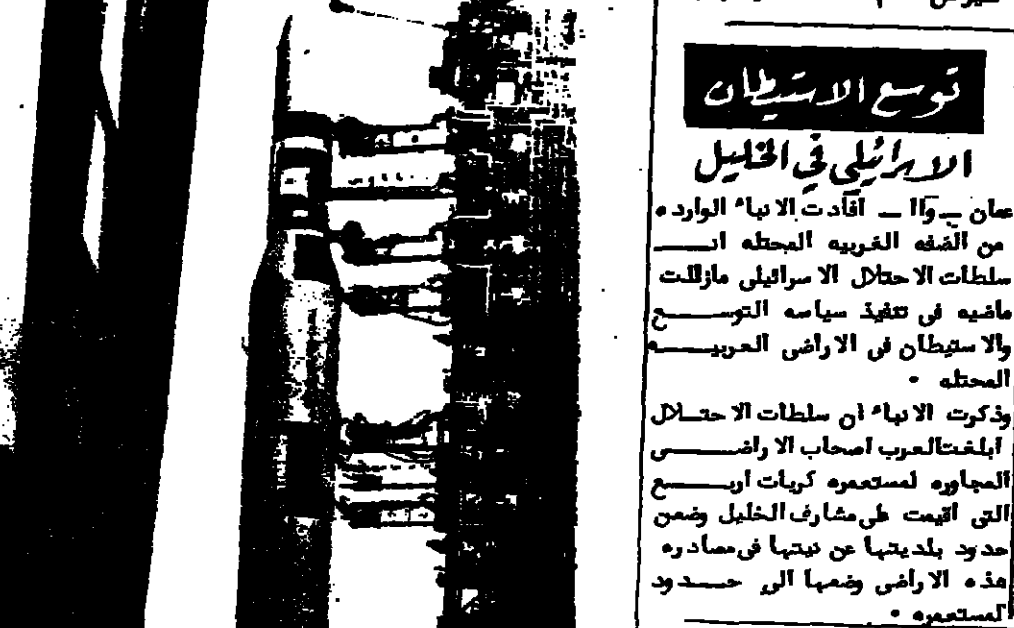 توسع الاستيطان
الاسرائيلي في الخليل
عمان ــ واا ــ افادت الانباء الوارده
من الضفه الغربيه المحتله ان
سلطات الاحتلال الاسرائيلي مازالت
ماضيه في تنفيذ سياسه التوسع
والاستيطان في الاراضي العربيه
المحتله •
وذكرت الانباء ان سلطات الاحتلال
ابلغت العرب اصحاب الاراضي
المجاوره لمستعمره كريات اربع
التي اقيمت على مشارف الخليل وضمن
حدود بلديتها عن نيتها في مصادره
هذه الاراضي وضمها الى حدود
المستعمره •